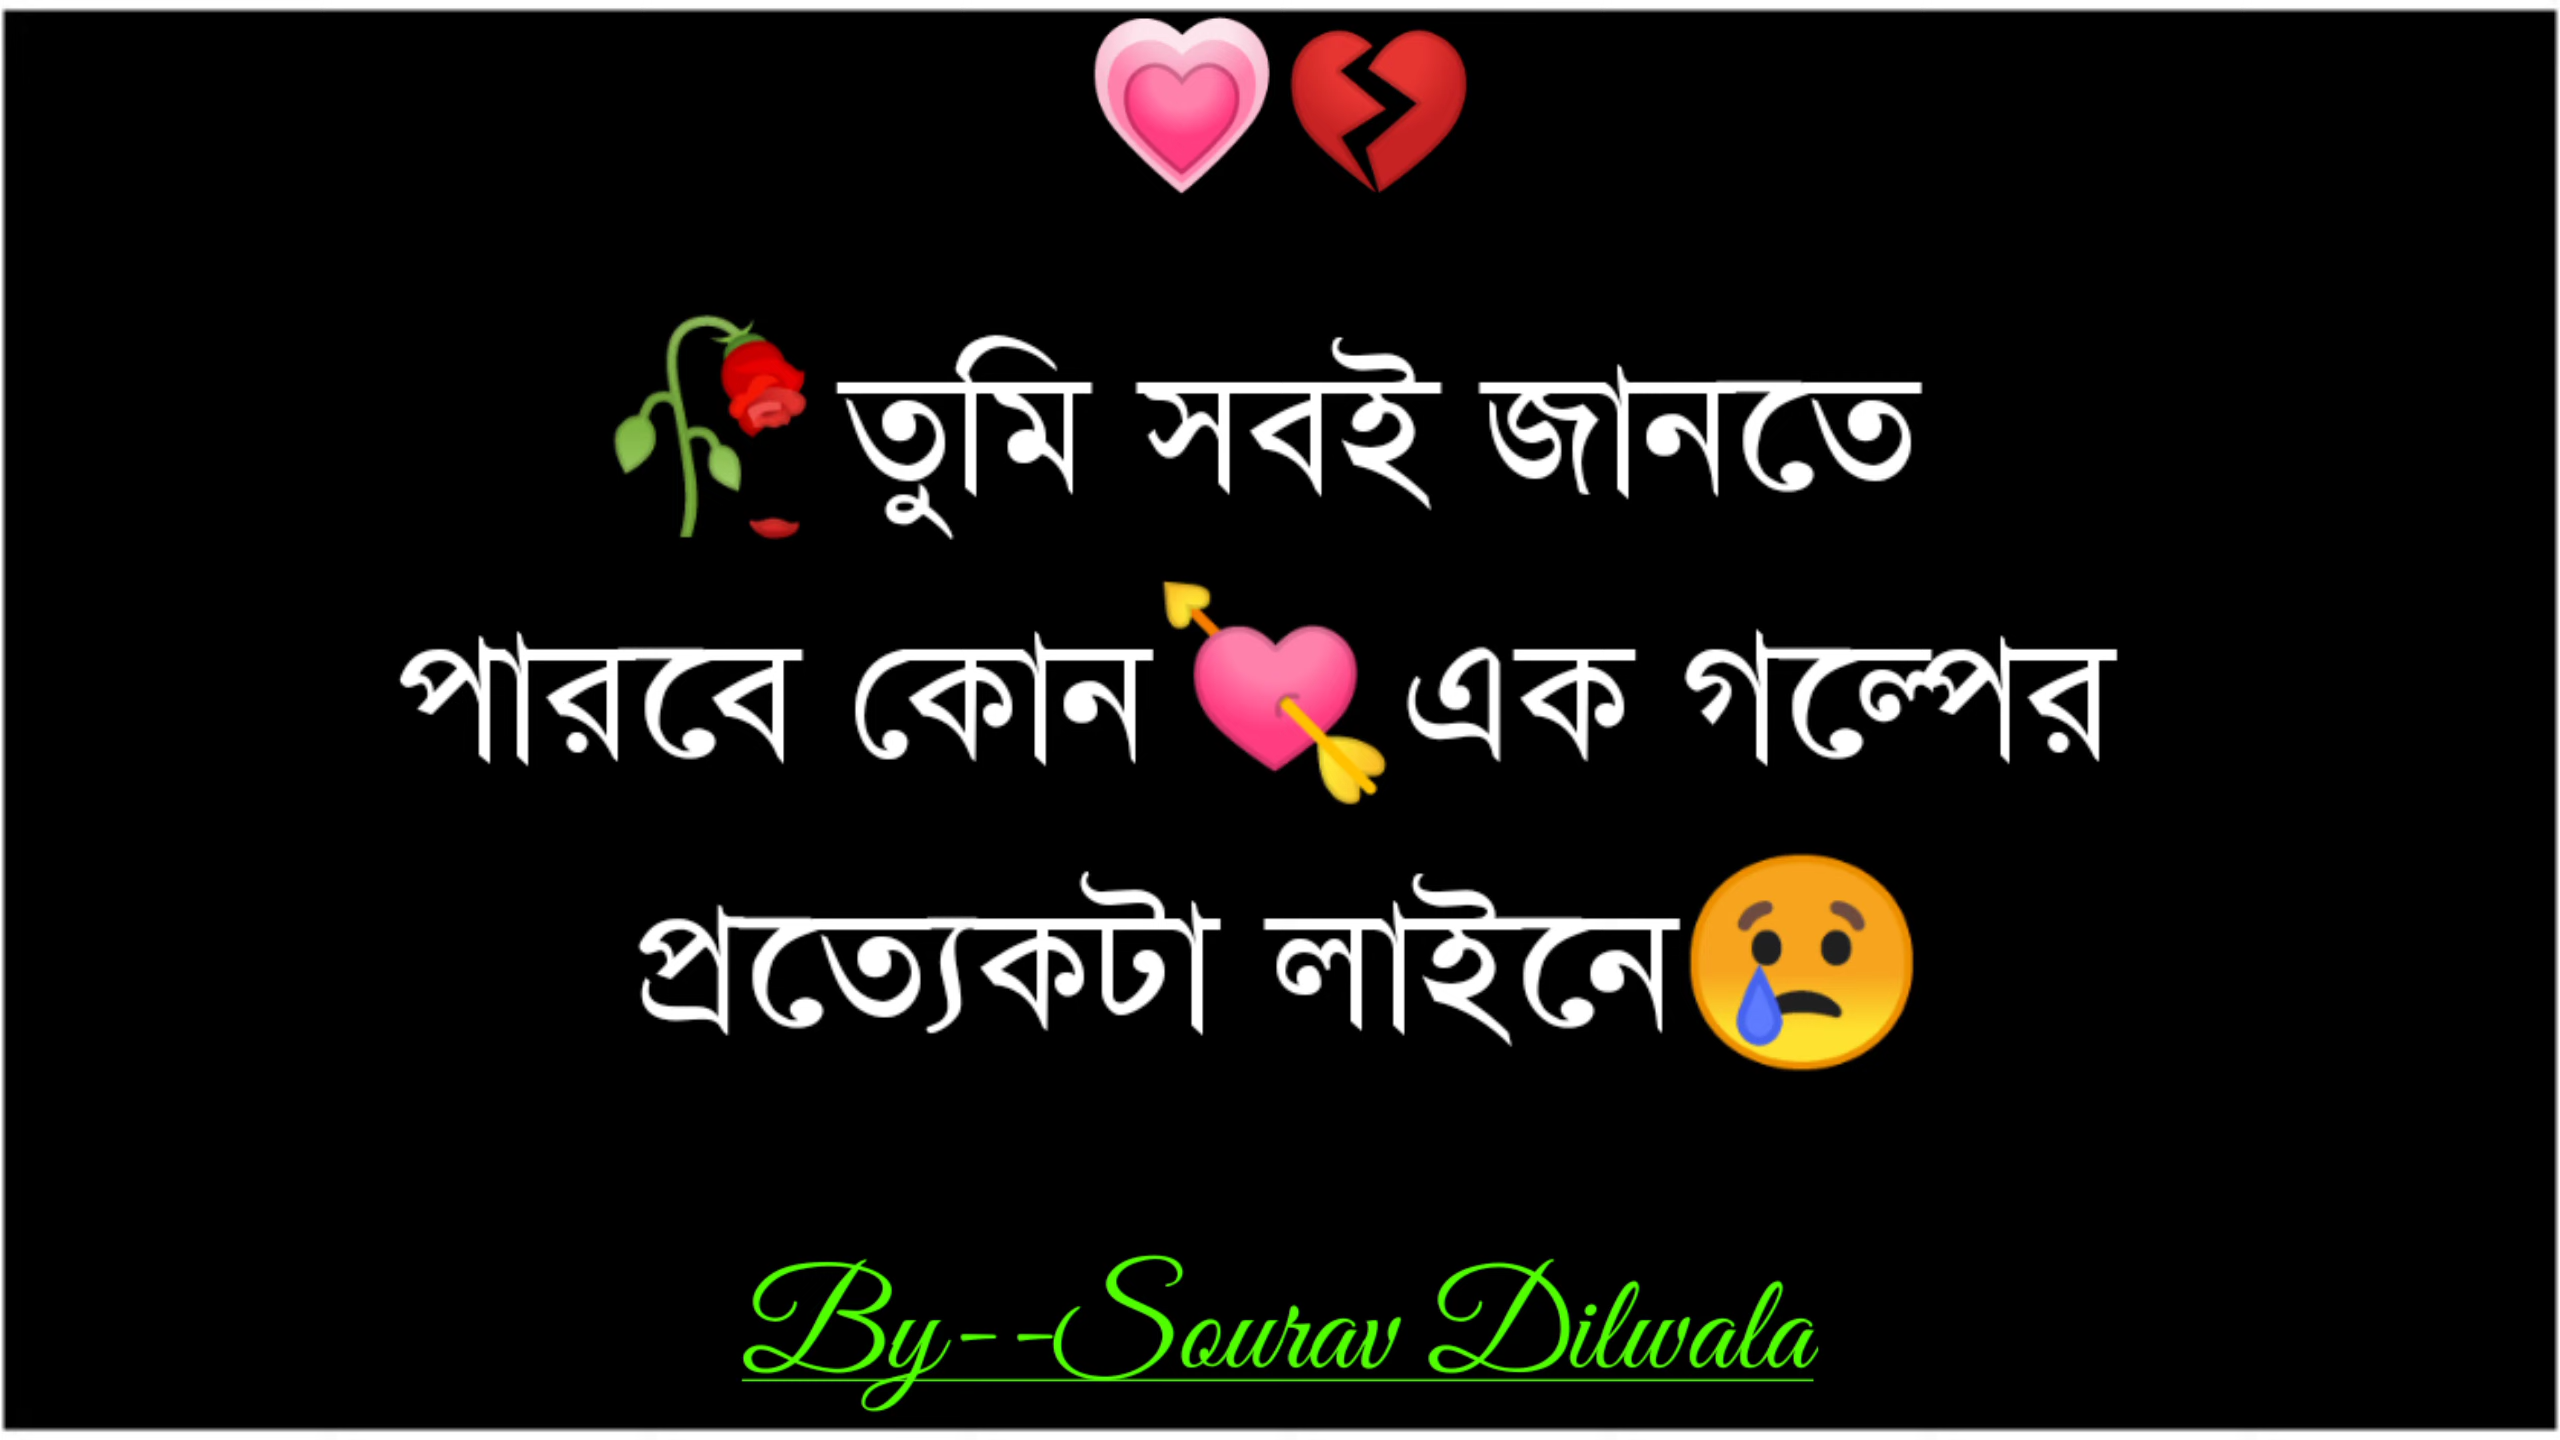 💗💔
🥀তুমি সবই জানতে
পারবে কোন💘এক গল্পের
প্রত্যেকটা লাইনে😢
By--Sourav Dilwala